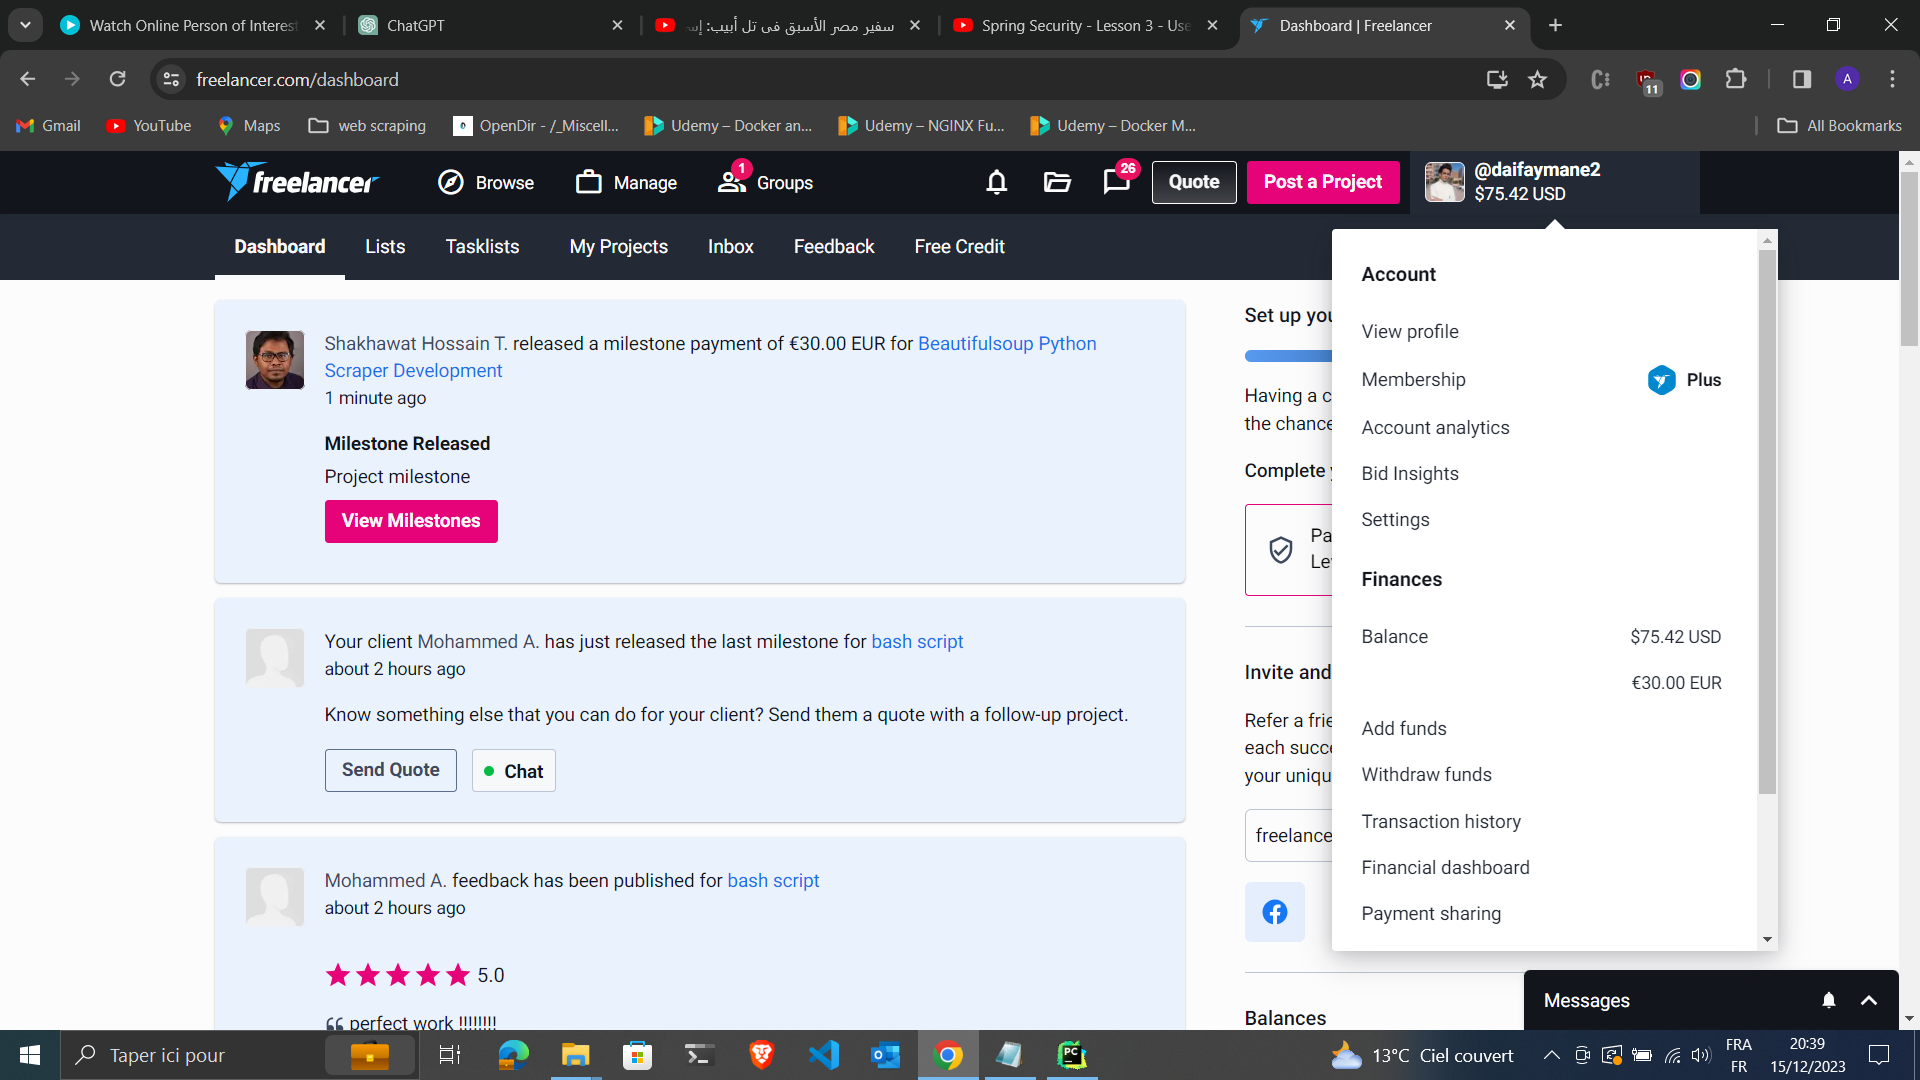 Watch Online Person of Interest
ChatGPT
سفير مصر الأسبق فى تل أبيب: إس
Spring Security - Lesson 3 - Use
Dashboard | Freelancer
freelancer.com/dashboard
11
A
Gmail
YouTube
Maps
web scraping
OpenDir - /_Miscell...
Udemy – Docker an...
Udemy – NGINX Fu...
Udemy – Docker M...
All Bookmarks
freelancer
Browse
Manage
1
Groups
26
Quote
Post a Project
@daifaymane2
$75.42 USD
Dashboard
Lists
Tasklists
My Projects
Inbox
Feedback
Free Credit
Shakhawat Hossain T. released a milestone payment of €30.00 EUR for Beautifulsoup Python
Scraper Development
1 minute ago
Milestone Released
Project milestone
View Milestones
Your client Mohammed A. has just released the last milestone for bash script
about 2 hours ago
Know something else that you can do for your client? Send them a quote with a follow-up project.
Send Quote
Chat
Mohammed A. feedback has been published for bash script
about 2 hours ago
5.0
perfect work !!!!!!!!
Set up you
Having a c
the chance
Complete
Pa
Le
Invite and
Refer a frie
each succe
your uniqu
freelance
Balances
Account
View profile
Membership
Plus
Account analytics
Bid Insights
Settings
Finances
Balance
$75.42 USD
€30.00 EUR
Add funds
Withdraw funds
Transaction history
Financial dashboard
Payment sharing
Messages
Taper ici pour
PC
13°C Ciel couvert
FRA
FR
20:39
15/12/2023